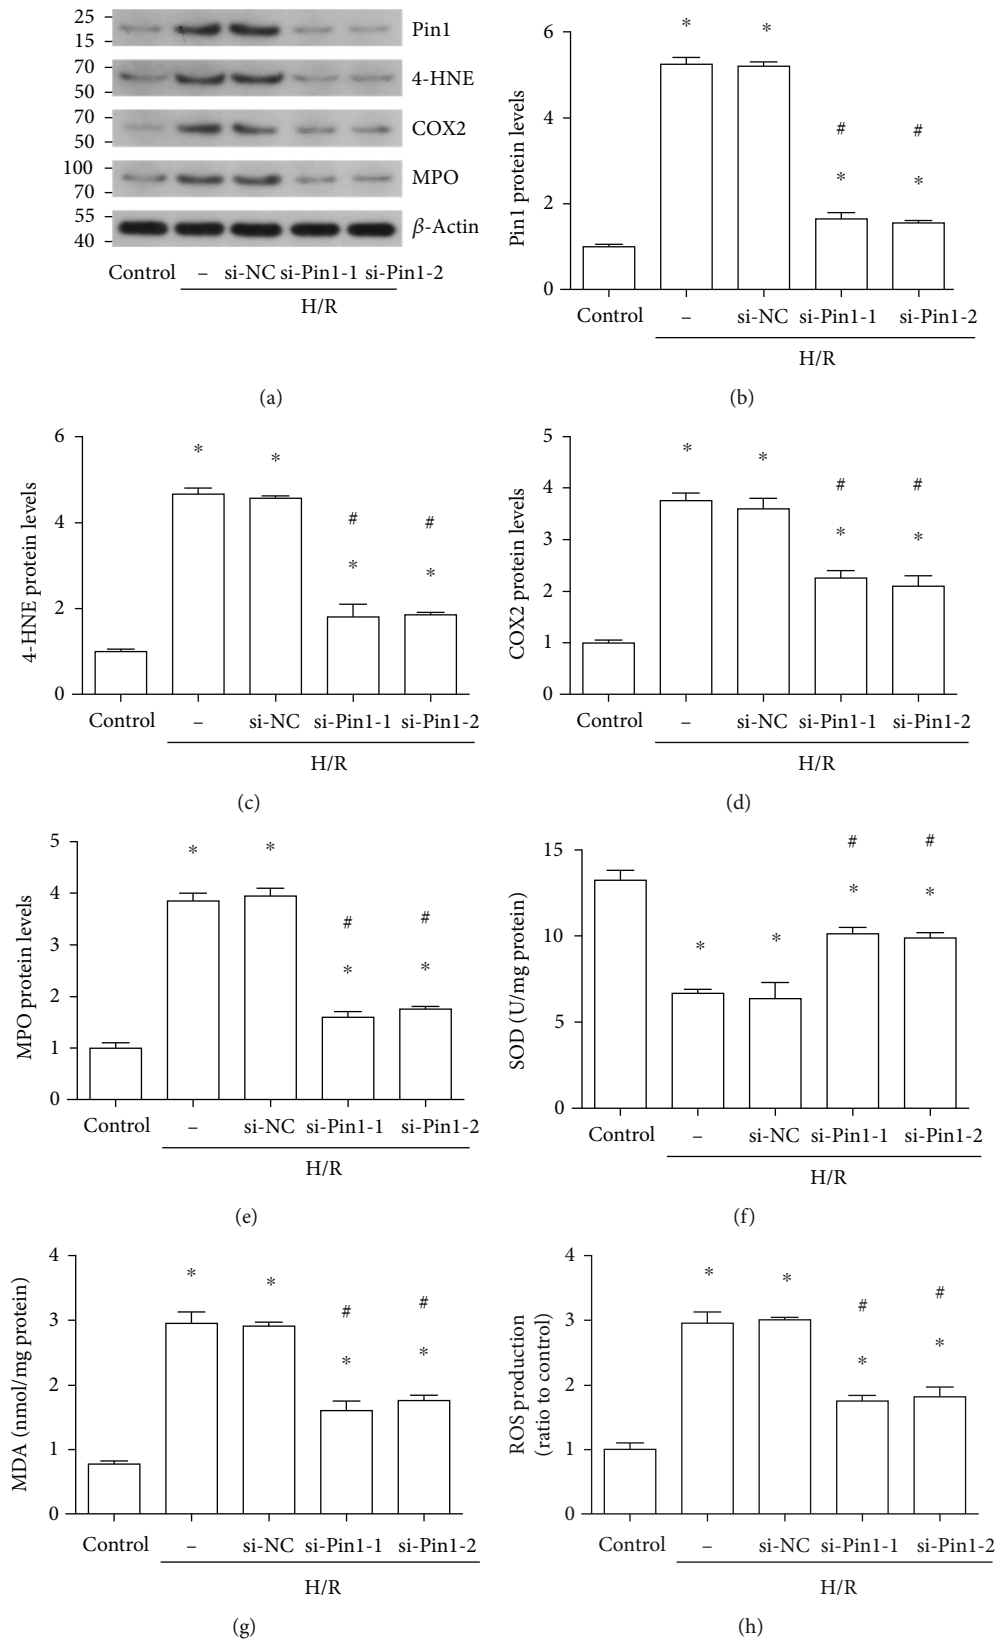 25
15
Pin1
70
50
4-HNE
70
50
COX2
100
70
MPO
55
40
β-Actin
Control – si-NC si-Pin1-1 si-Pin1-2
H/R
(a)
Pin1 protein levels
6
4
2
0
* * # * # *
Control – si-NC si-Pin1-1 si-Pin1-2
H/R
(b)
4-HNE protein levels
6
4
2
0
* * # * # *
Control – si-NC si-Pin1-1 si-Pin1-2
H/R
(c)
COX2 protein levels
5
4
3
2
1
0
* * # * # *
Control – si-NC si-Pin1-1 si-Pin1-2
H/R
(d)
MPO protein levels
5
4
3
2
1
0
* * # * # *
Control – si-NC si-Pin1-1 si-Pin1-2
H/R
(e)
SOD (U/mg protein)
15
10
5
0
* * # * # *
Control – si-NC si-Pin1-1 si-Pin1-2
H/R
(f)
MDA (nmol/mg protein)
4
3
2
1
0
* * # * # *
Control – si-NC si-Pin1-1 si-Pin1-2
H/R
(g)
ROS production
(ratio to control)
4
3
2
1
0
* * # * # *
Control – si-NC si-Pin1-1 si-Pin1-2
H/R
(h)